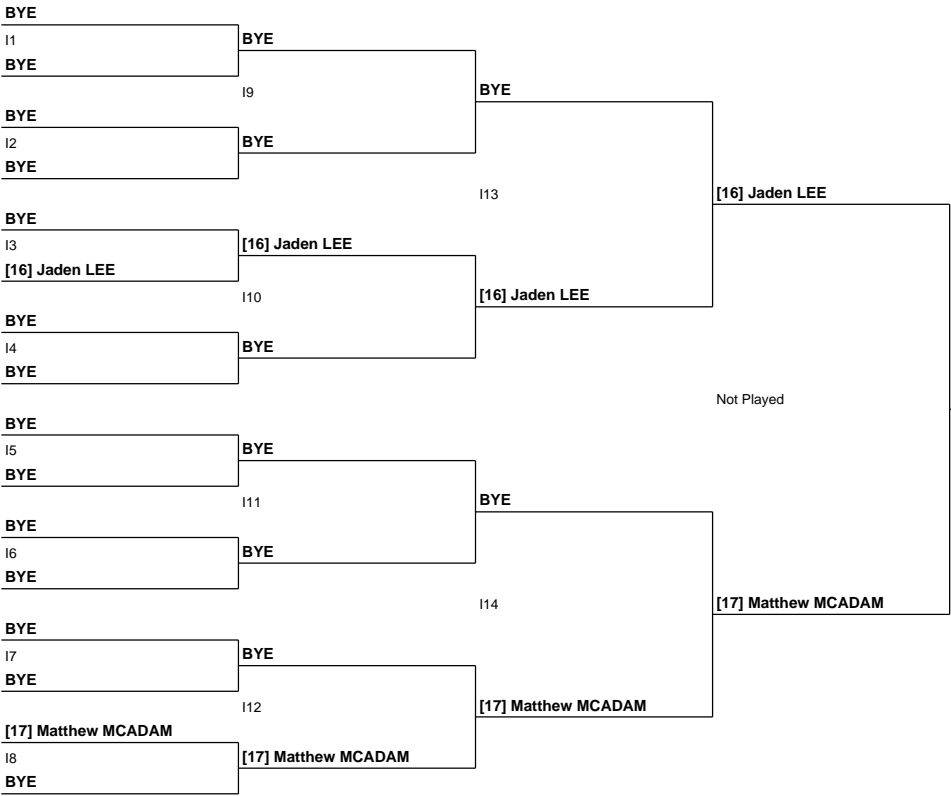 BYE
I1
BYE
BYE
I9
BYE
BYE
I2
BYE
BYE
I13
[16] Jaden LEE
BYE
I3
[16] Jaden LEE
[16] Jaden LEE
I10
[16] Jaden LEE
BYE
I4
BYE
BYE
Not Played
BYE
I5
BYE
BYE
I11
BYE
BYE
I6
BYE
BYE
I14
[17] Matthew MCADAM
BYE
I7
BYE
BYE
I12
[17] Matthew MCADAM
[17] Matthew MCADAM
I8
[17] Matthew MCADAM
BYE